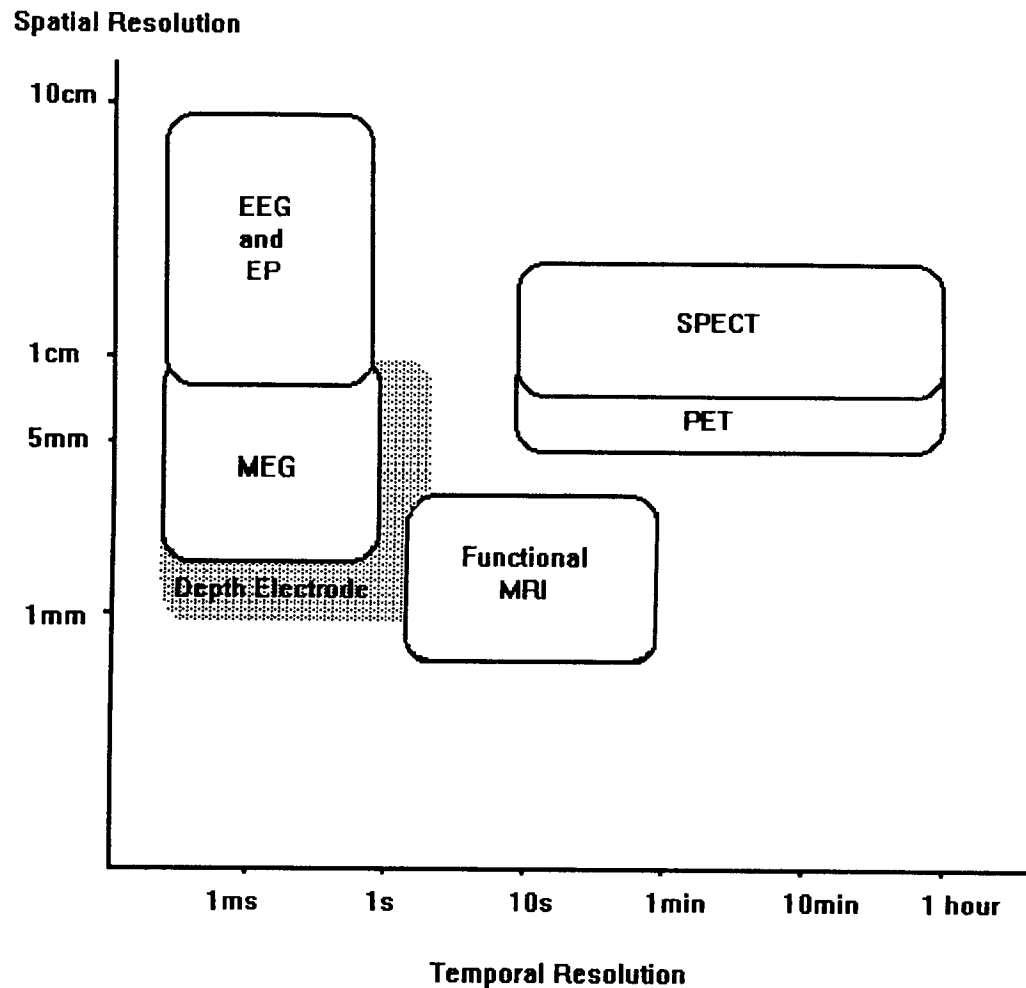 Spatial Resolution
10cm
EEG
and
EP
SPECT
1cm
PET
5mm
MEG
Functional
MRI
Depth Electrode
1mm
1ms
1s
10s
1min
10min
1 hour
Temporal Resolution